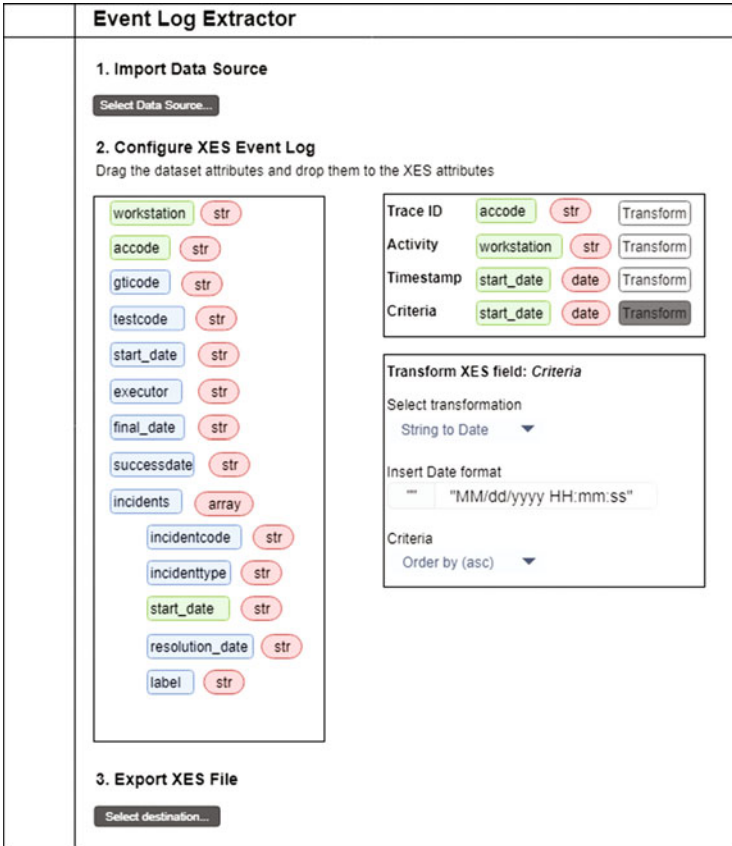 Event Log Extractor
1. Import Data Source
Select Data Source...
2. Configure XES Event Log
Drag the dataset attributes and drop them to the XES attributes
workstation str
accode str
gticode str
testcode str
start_date str
executor str
final_date str
successdate str
incidents array
incidentcode str
incidenttype str
start_date str
resolution_date str
label str
Trace ID accode str Transform
Activity workstation str Transform
Timestamp start_date date Transform
Criteria start_date date Transform
Transform XES field: Criteria
Select transformation
String to Date
Insert Date format
"" "MM/dd/yyyy HH:mm:ss"
Criteria
Order by (asc)
3. Export XES File
Select destination...